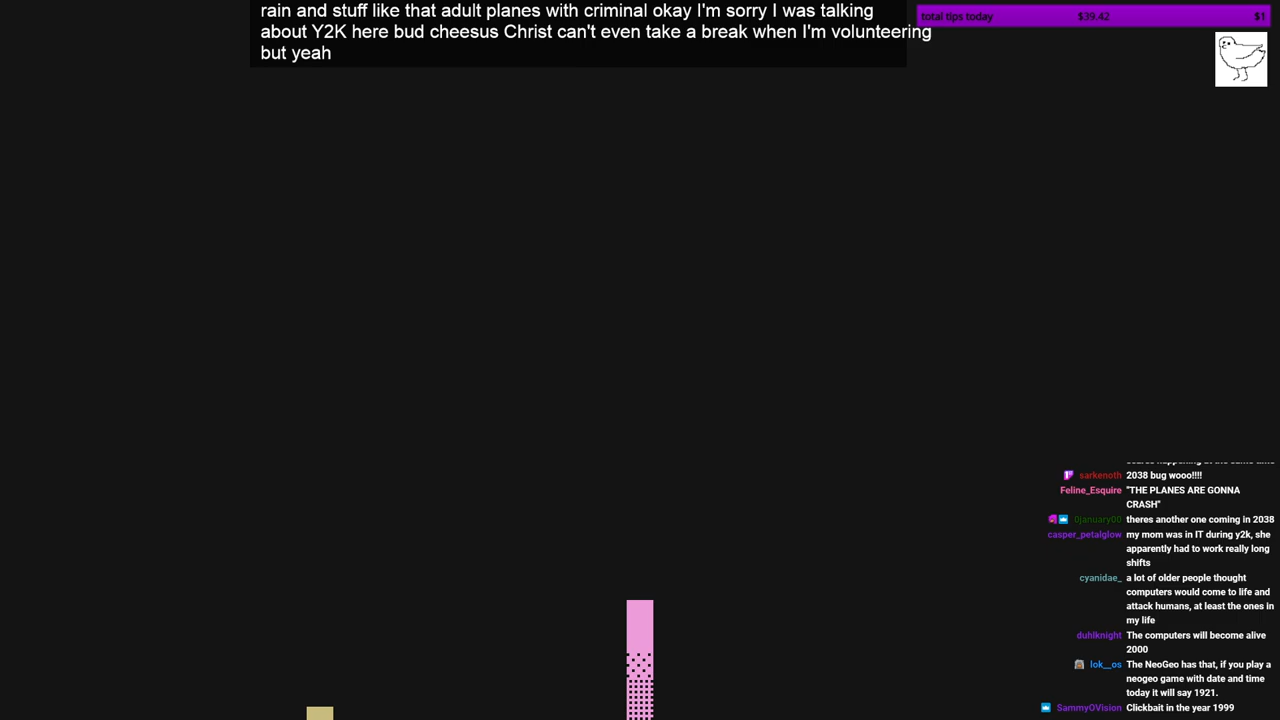 rain and stuff like that adult planes with criminal okay I'm sorry I was talking
about Y2K here bud cheesus Christ can't even take a break when I'm volunteering
but yeah
total tips today $39.42 $1
sarkenoth 2038 bug wooo!!!!
Feline_Esquire "THE PLANES ARE GONNA
CRASH"
0january00 theres another one coming in 2038
casper_petalglow my mom was in IT during y2k, she
apparently had to work really long
shifts
cyanidae_ a lot of older people thought
computers would come to life and
attack humans, at least the ones in
my life
duhlknight The computers will become alive
2000
lok__os The NeoGeo has that, if you play a
neogeo game with date and time
today it will say 1921.
SammyOVision Clickbait in the year 1999